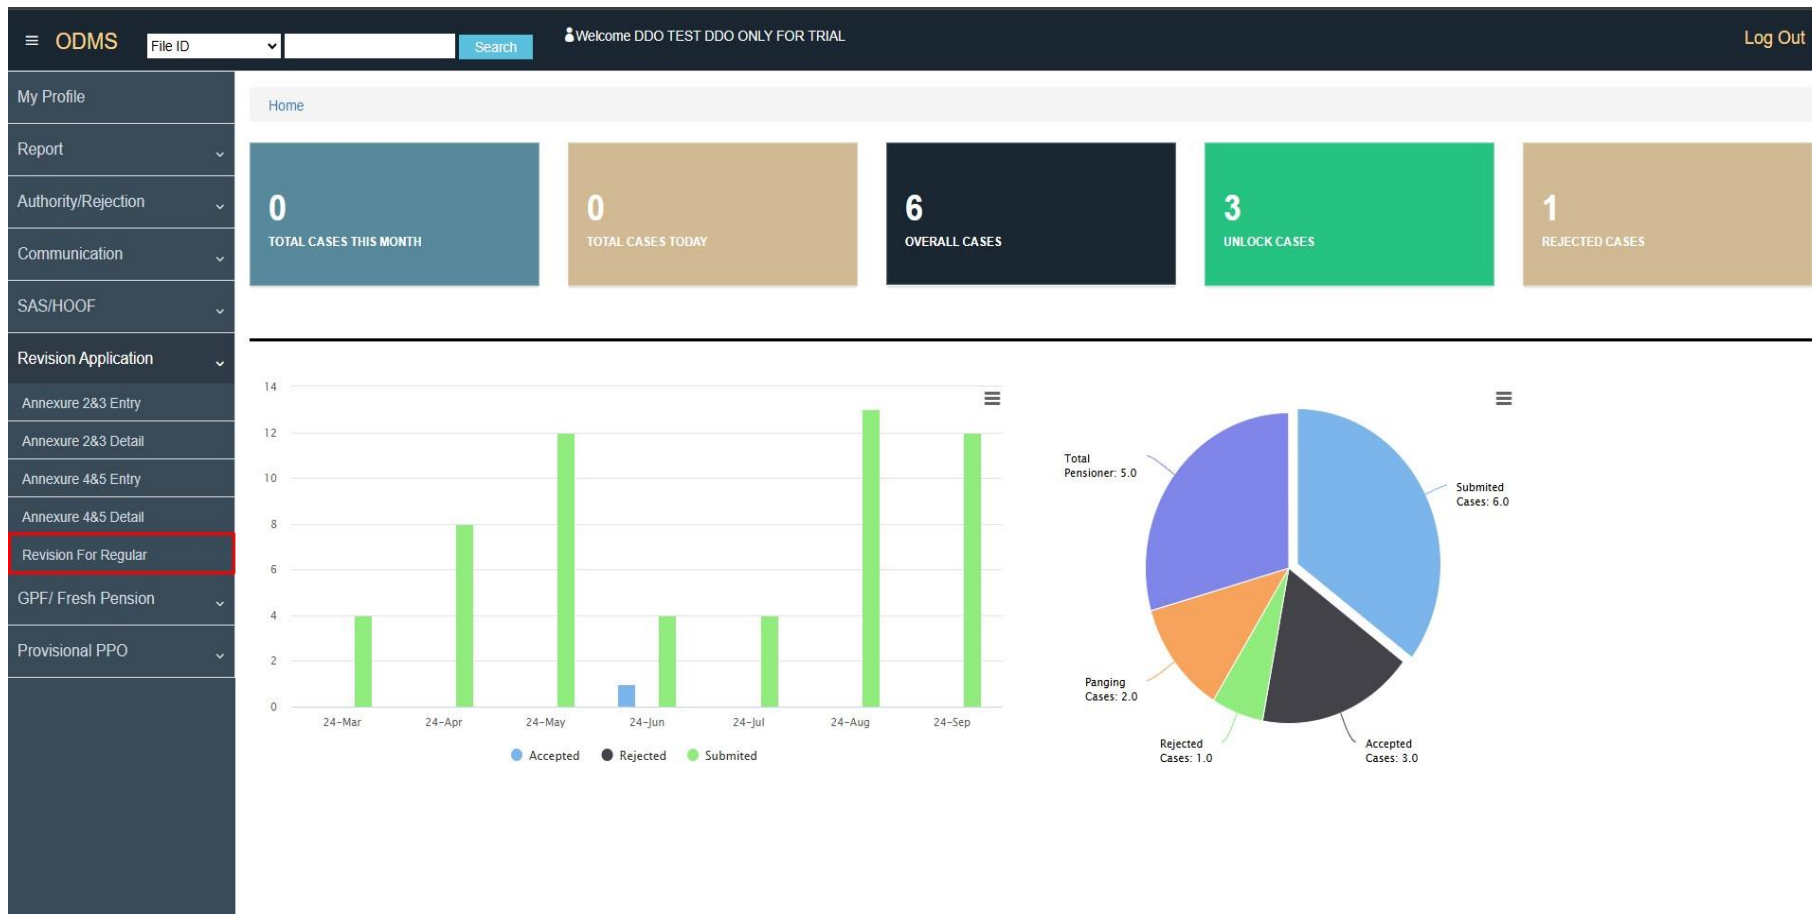 ODMS
File ID
Search
Welcome DDO TEST DDO ONLY FOR TRIAL
Log Out
My Profile
Report
Authority/Rejection
Communication
SAS/HOOF
Revision Application
Annexure 2&3 Entry
Annexure 2&3 Detail
Annexure 4&5 Entry
Annexure 4&5 Detail
Revision For Regular
GPF/ Fresh Pension
Provisional PPO
Home
0
TOTAL CASES THIS MONTH
0
TOTAL CASES TODAY
6
OVERALL CASES
3
UNLOCK CASES
1
REJECTED CASES
14
12
10
8
6
4
2
0
24-Mar 24-Apr 24-May 24-Jun 24-Jul 24-Aug 24-Sep
Accepted Rejected Submited
Total
Pensioner: 5.0
Submited
Cases: 6.0
Panging
Cases: 2.0
Rejected
Cases: 1.0
Accepted
Cases: 3.0